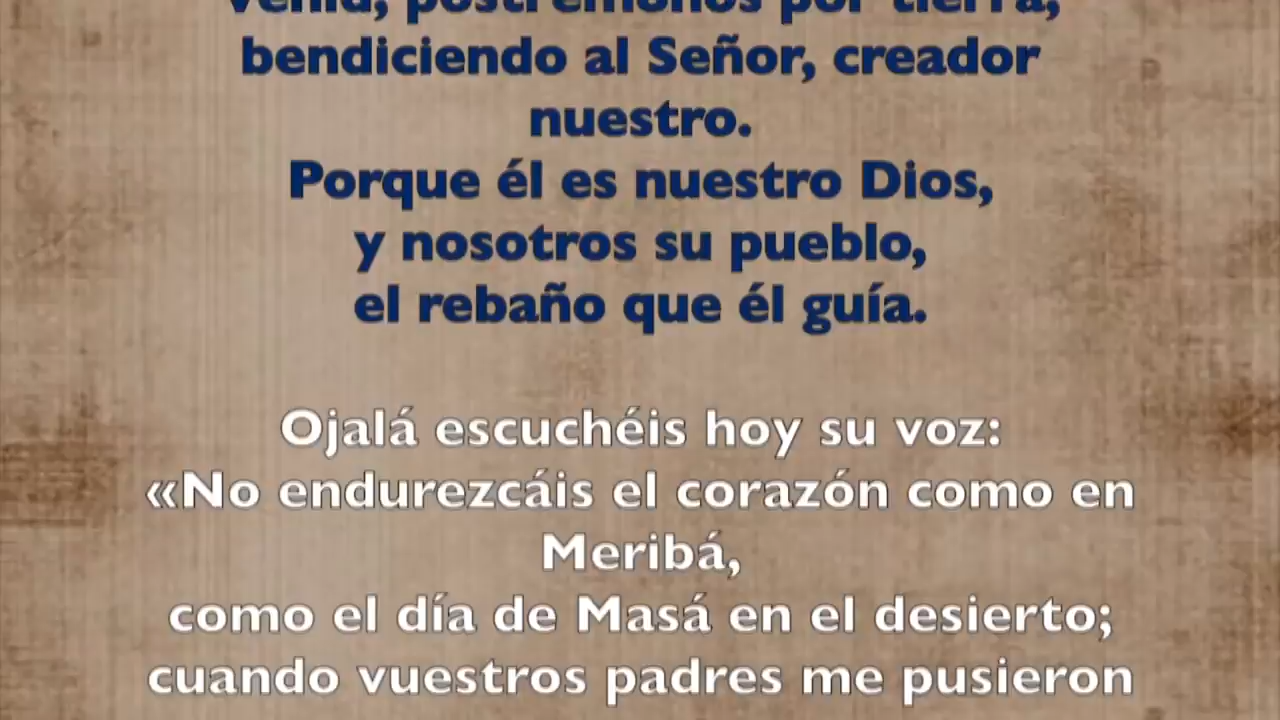 venid, postrémonos por tierra,
bendiciendo al Señor, creador
nuestro.
Porque él es nuestro Dios,
y nosotros su pueblo,
el rebaño que él guía.
Ojalá escuchéis hoy su voz:
«No endurezcáis el corazón como en
Meribá,
como el día de Masá en el desierto;
cuando vuestros padres me pusieron